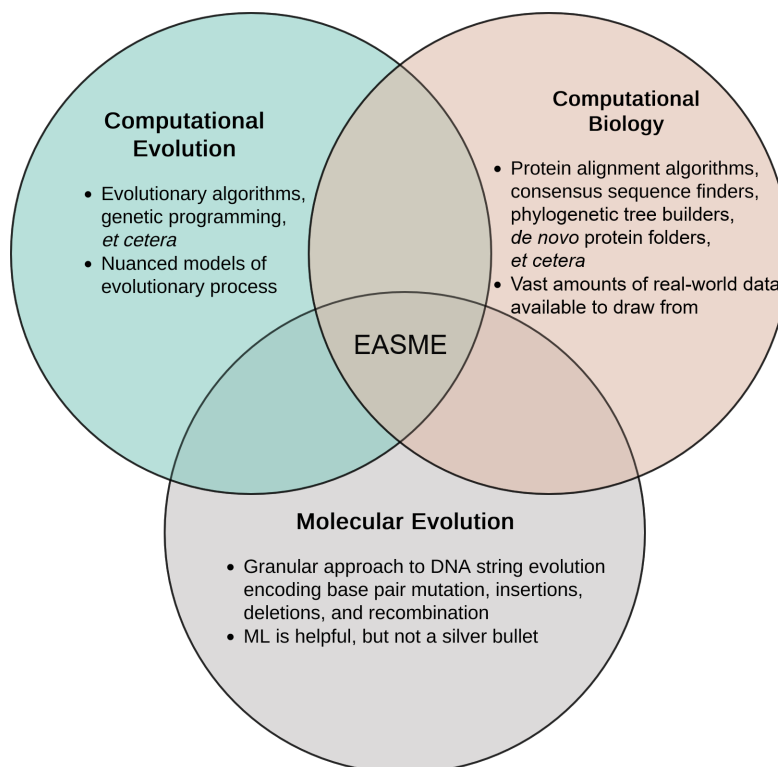 Computational
Evolution
• Evolutionary algorithms,
genetic programming,
et cetera
• Nuanced models of
evolutionary process
Computational
Biology
• Protein alignment algorithms,
consensus sequence finders,
phylogenetic tree builders,
de novo protein folders,
et cetera
• Vast amounts of real-world data
available to draw from
EASME
Molecular Evolution
• Granular approach to DNA string evolution
encoding base pair mutation, insertions,
deletions, and recombination
• ML is helpful, but not a silver bullet